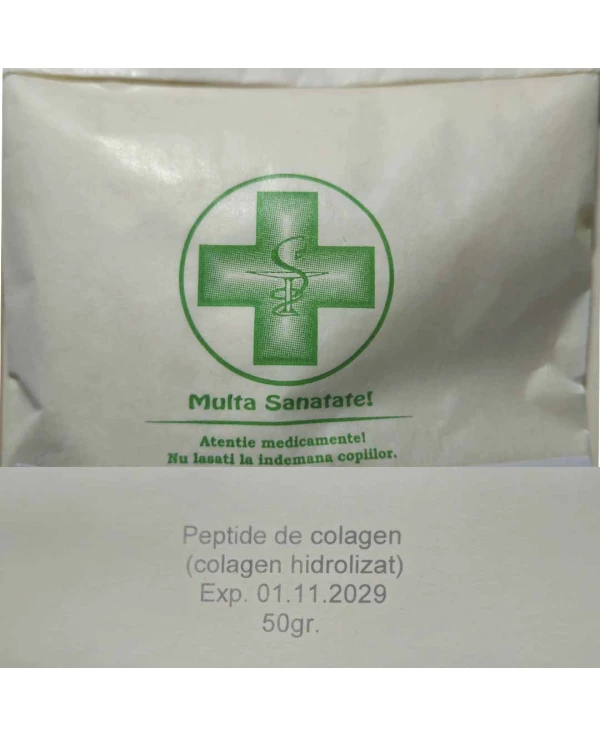 Multa Sanatate!
Atentie medicamente!
Nu lasati la indemana copiilor.
Peptide de colagen
(colagen hidrolizat)
Exp. 01.11.2029
50gr.